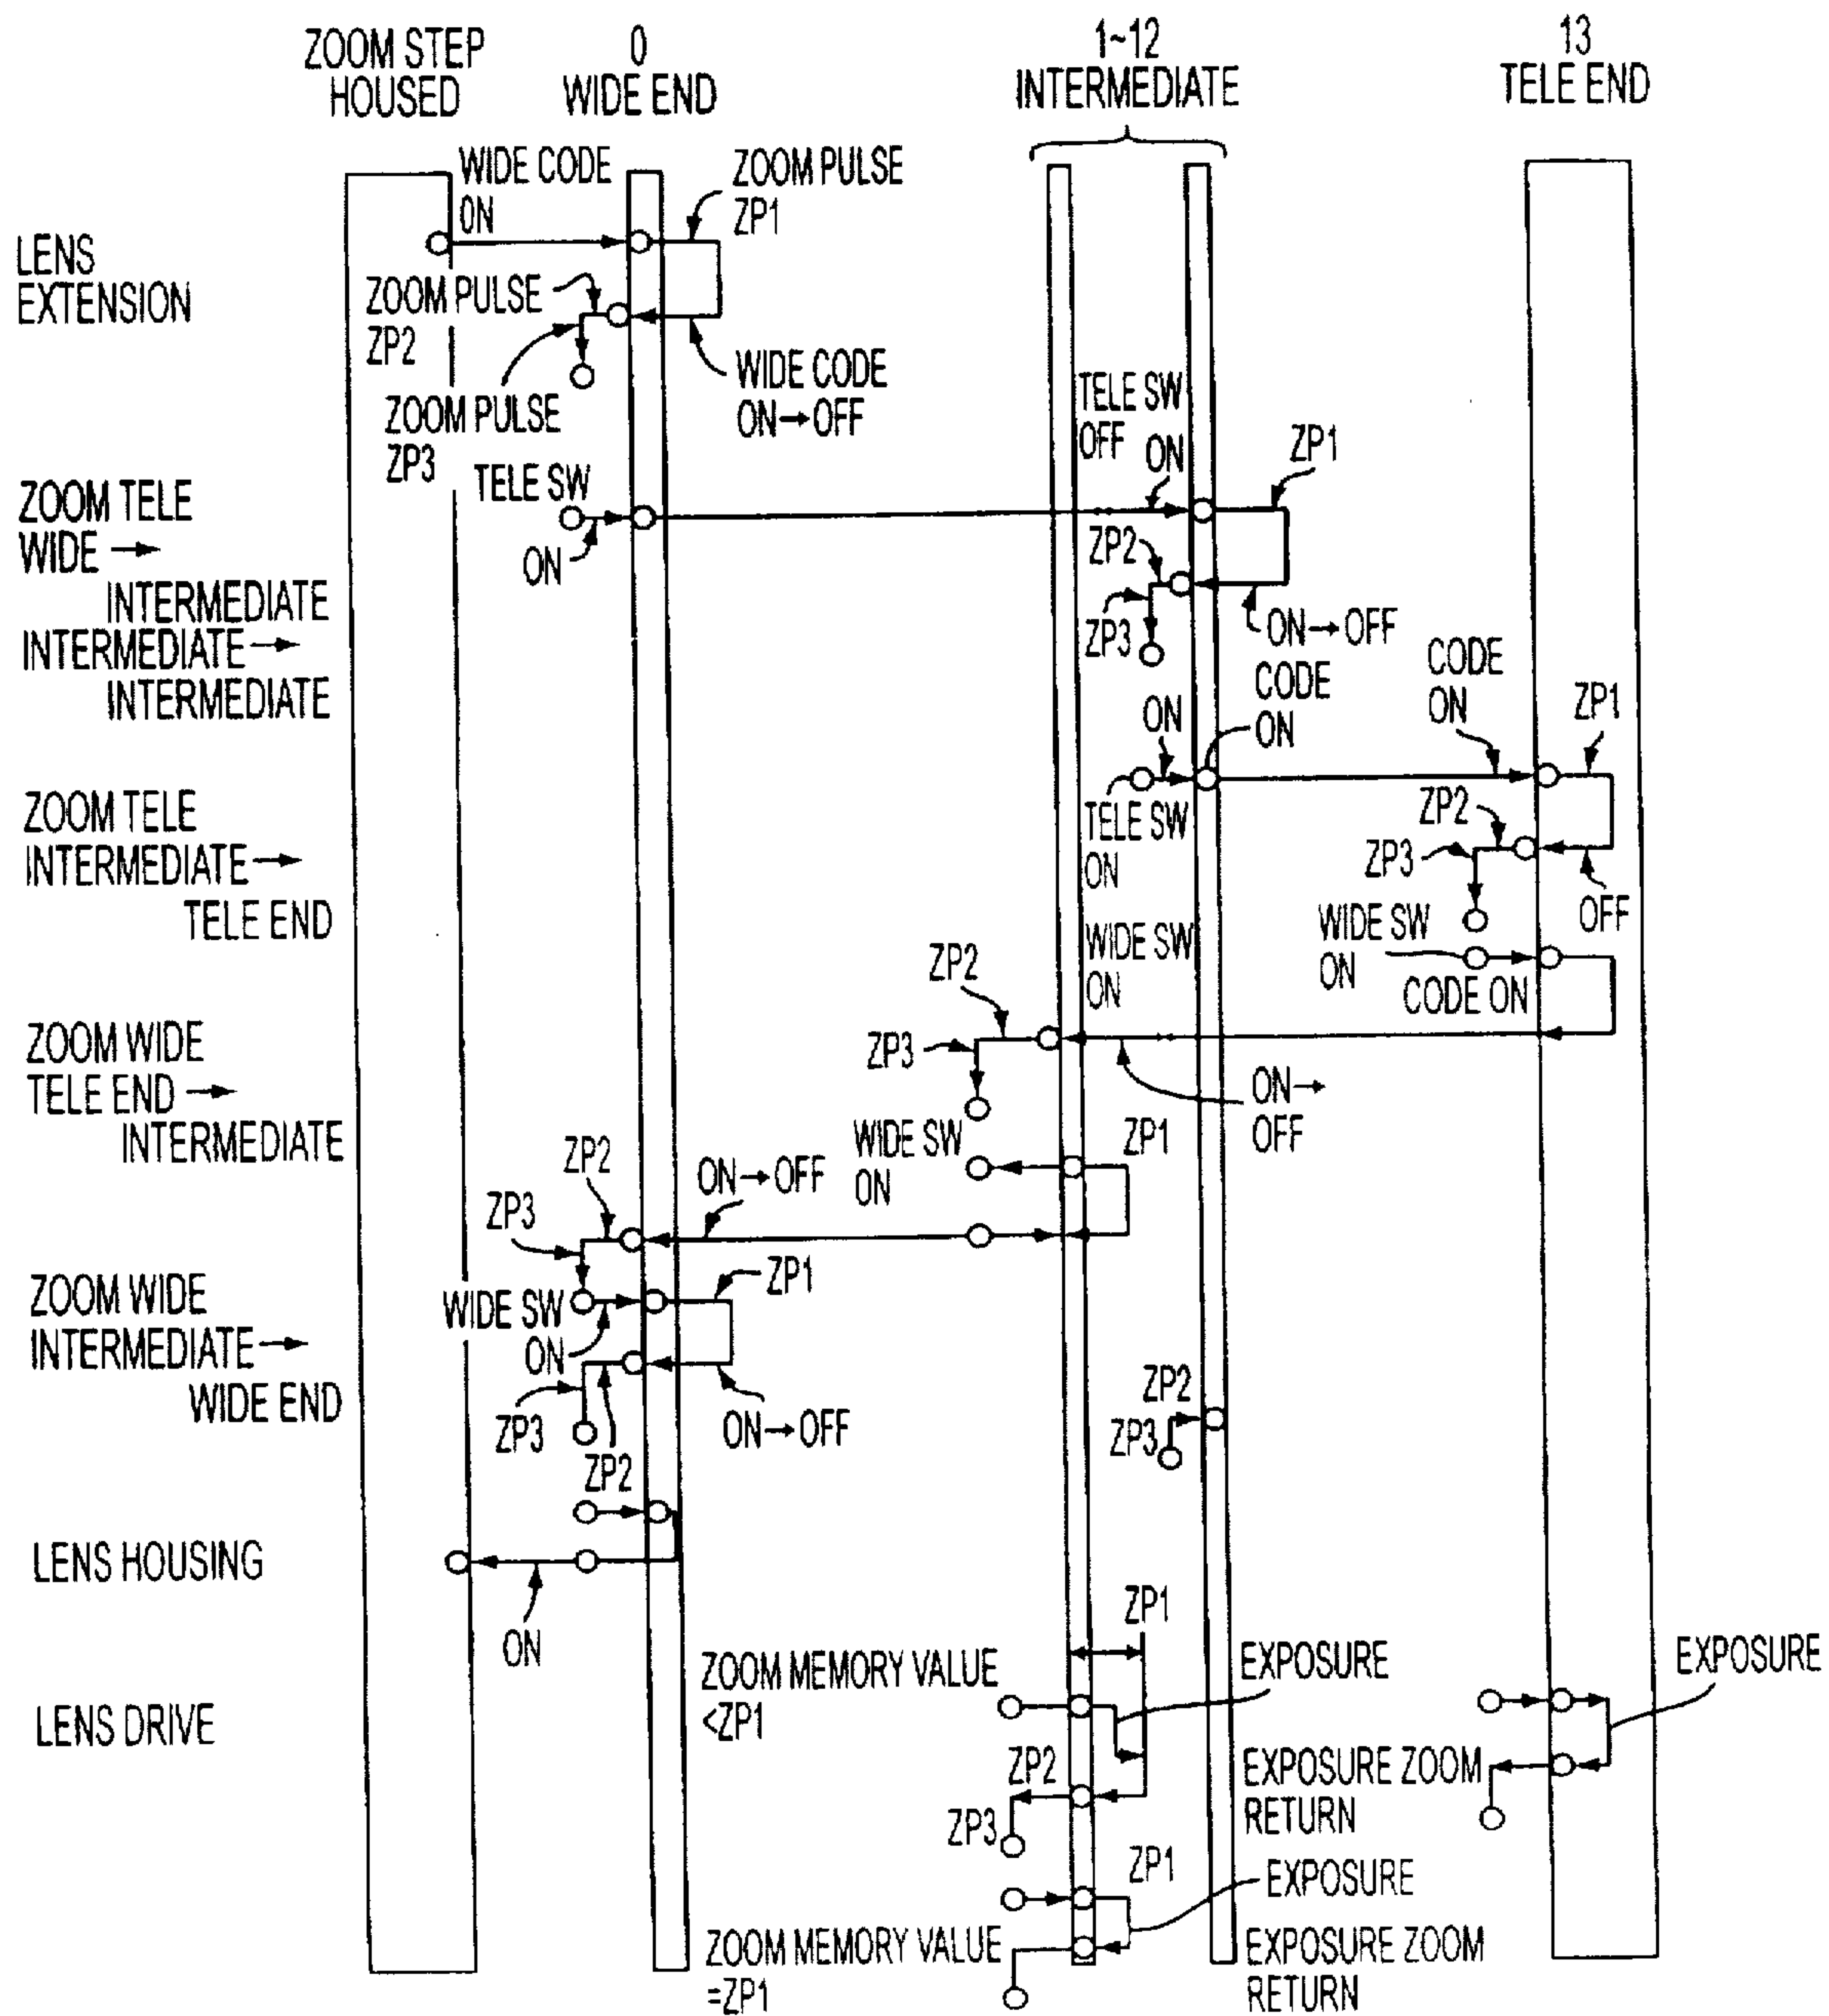 ZOOM STEP
HOUSED
0
WIDE END
1~12
INTERMEDIATE
13
TELE END
LENS
EXTENSION
WIDE CODE
ON
ZOOM PULSE
ZP1
ZOOM PULSE
ZP2
ZOOM PULSE
ZP3
WIDE CODE
ON→OFF
ZOOM TELE
WIDE →
INTERMEDIATE
INTERMEDIATE →
INTERMEDIATE
TELE SW
ON
TELE SW
OFF
ON
ZP1
ZP2
ZP3
ON→OFF
CODE
ON
ZOOM TELE
INTERMEDIATE →
TELE END
ON
TELE SW
ON
CODE
ON
ZP1
ZP2
ZP3
OFF
ZOOM WIDE
TELE END →
INTERMEDIATE
WIDE SW
ON
CODE ON
WIDE SW
ON
ZP2
ZP3
ON→
OFF
ZOOM WIDE
INTERMEDIATE →
WIDE END
WIDE SW
ON
ZP1
ON→OFF
ZP2
ZP3
WIDE SW
ON
ZP1
ON→OFF
ZP3
ZP2
ZP2
ZP3
LENS HOUSING
ON
LENS DRIVE
ZOOM MEMORY VALUE
<ZP1
ZP1
EXPOSURE
ZP2
ZP3
EXPOSURE ZOOM
RETURN
EXPOSURE
ZOOM MEMORY VALUE
=ZP1
ZP1
EXPOSURE
EXPOSURE ZOOM
RETURN